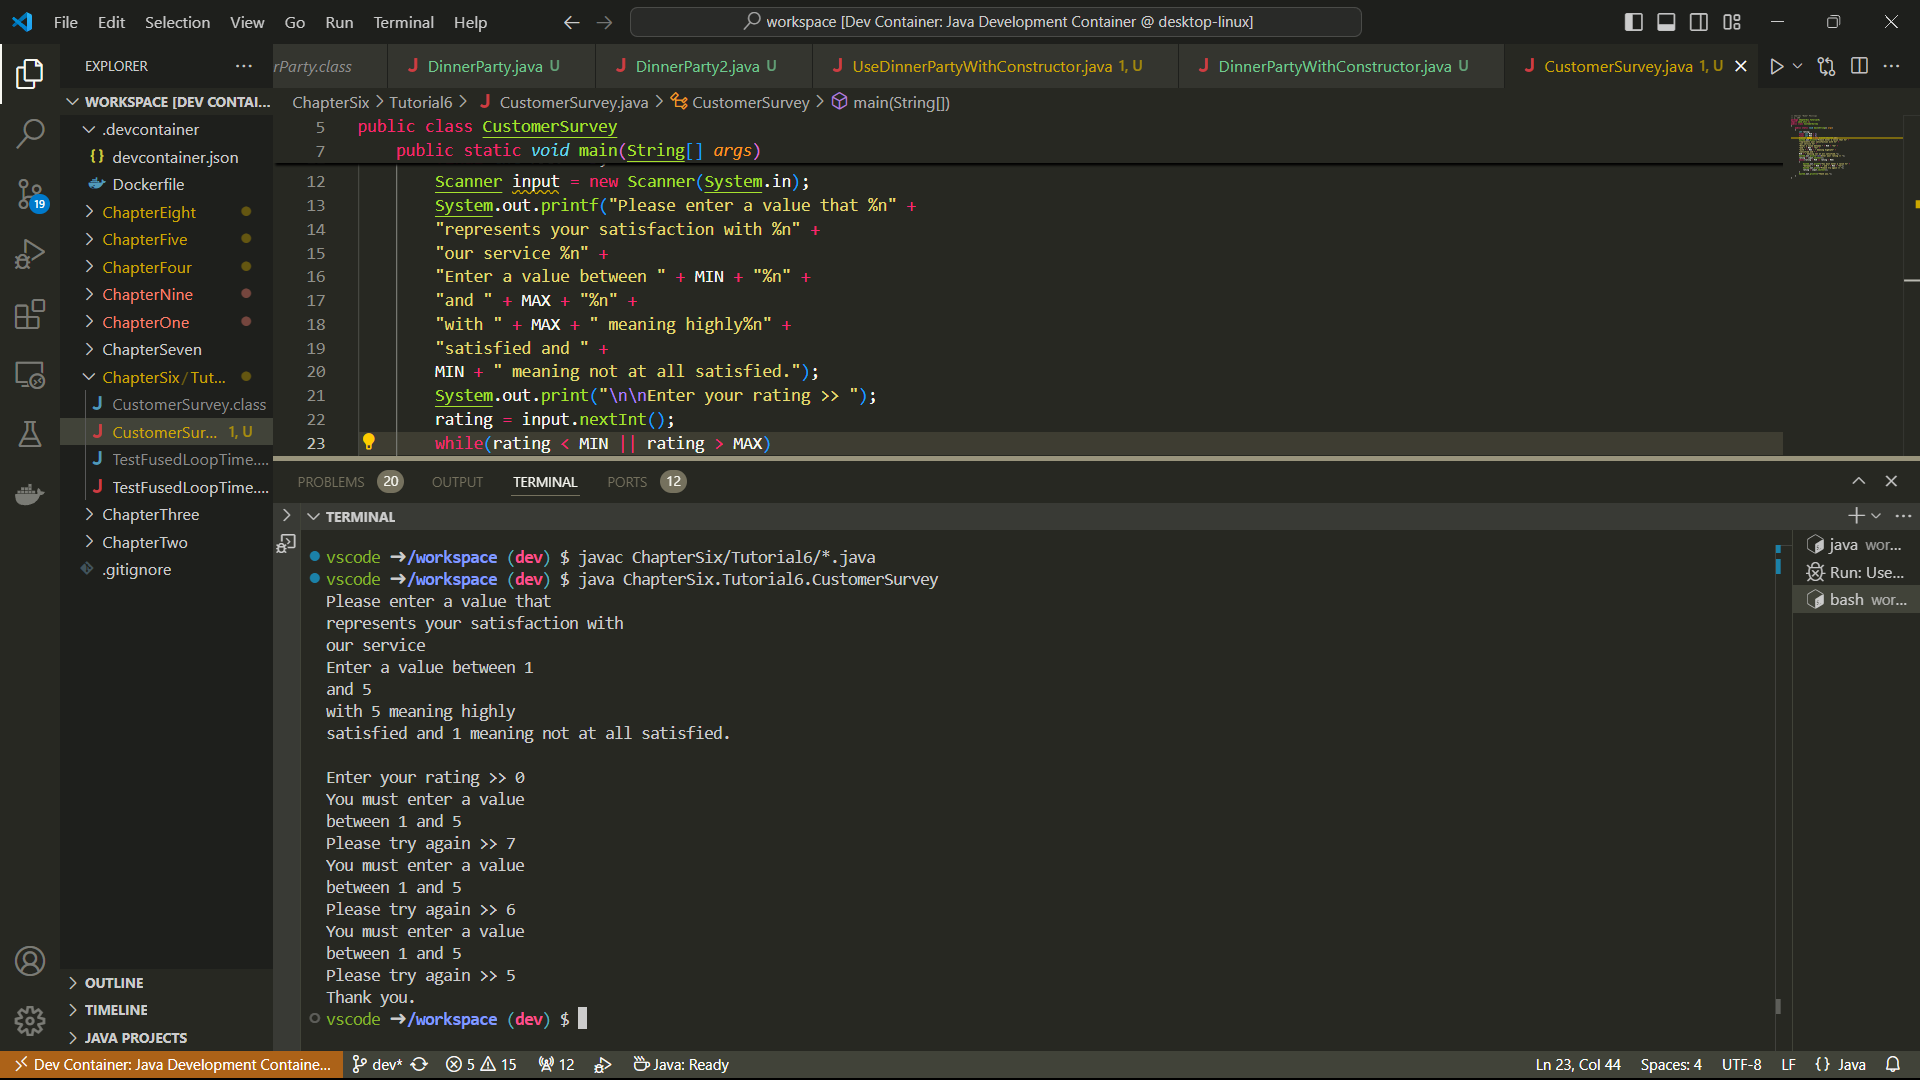 File Edit Selection View Go Run Terminal Help
workspace [Dev Container: Java Development Container @ desktop-linux]
EXPLORER
rParty.class
DinnerParty.java U
DinnerParty2.java U
UseDinnerPartyWithConstructor.java 1, U
DinnerPartyWithConstructor.java U
CustomerSurvey.java 1, U
WORKSPACE [DEV CONTAI...
.devcontainer
devcontainer.json
Dockerfile
ChapterEight
ChapterFive
ChapterFour
ChapterNine
ChapterOne
ChapterSeven
ChapterSix/Tut...
CustomerSurvey.class
CustomerSur... 1, U
TestFusedLoopTime....
TestFusedLoopTime....
ChapterThree
ChapterTwo
.gitignore
OUTLINE
TIMELINE
JAVA PROJECTS
19
ChapterSix > Tutorial6 > CustomerSurvey.java > CustomerSurvey > main(String[])
5 public class CustomerSurvey
7 public static void main(String[] args)
12 Scanner input = new Scanner(System.in);
13 System.out.printf("Please enter a value that %n" +
14 "represents your satisfaction with %n" +
15 "our service %n" +
16 "Enter a value between " + MIN + "%n" +
17 "and " + MAX + "%n" +
18 "with " + MAX + " meaning highly%n" +
19 "satisfied and " +
20 MIN + " meaning not at all satisfied.");
21 System.out.print("\n\nEnter your rating >> ");
22 rating = input.nextInt();
23 while(rating < MIN || rating > MAX)
PROBLEMS 20 OUTPUT TERMINAL PORTS 12
TERMINAL
vscode ➜/workspace (dev) $ javac ChapterSix/Tutorial6/*.java
vscode ➜/workspace (dev) $ java ChapterSix.Tutorial6.CustomerSurvey
Please enter a value that
represents your satisfaction with
our service
Enter a value between 1
and 5
with 5 meaning highly
satisfied and 1 meaning not at all satisfied.
Enter your rating >> 0
You must enter a value
between 1 and 5
Please try again >> 7
You must enter a value
between 1 and 5
Please try again >> 6
You must enter a value
between 1 and 5
Please try again >> 5
Thank you.
vscode ➜/workspace (dev) $
java wor...
Run: Use...
bash wor...
Dev Container: Java Development Containe... dev* 5 15 12 Java: Ready
Ln 23, Col 44 Spaces: 4 UTF-8 LF {} Java